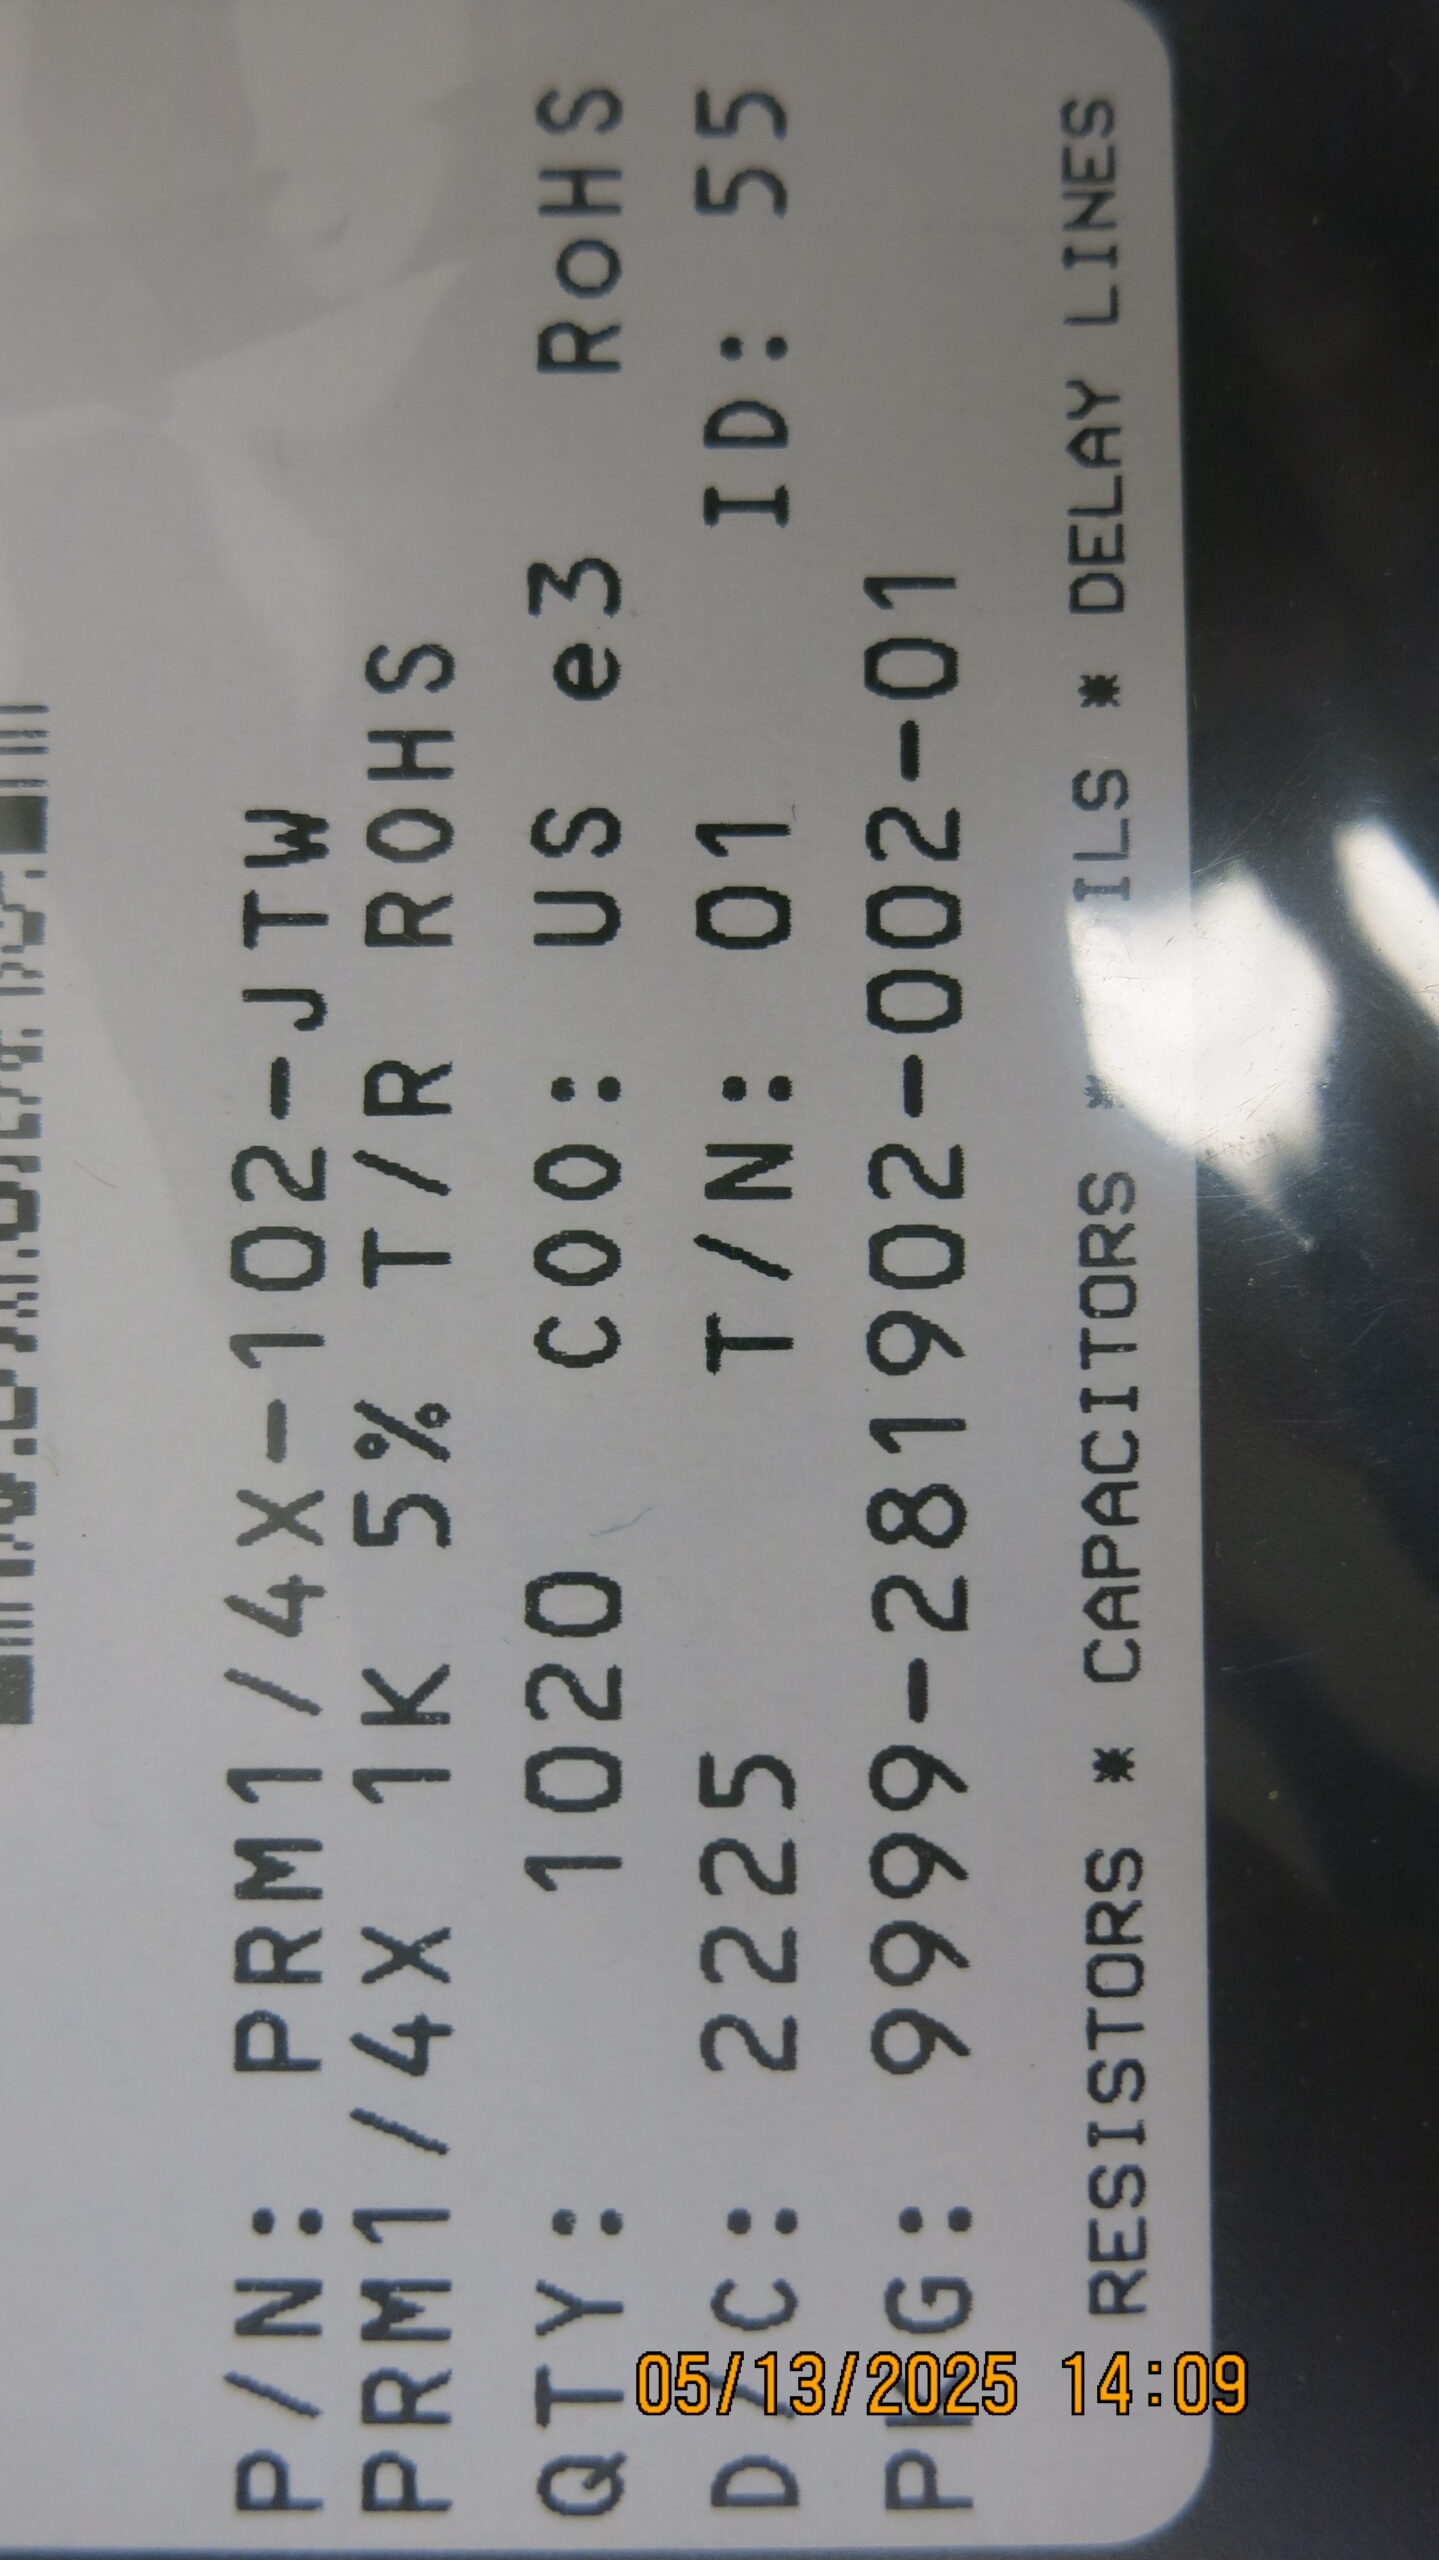 P/N: PRM1/4X-102-JTW
PRM1/4X 1K 5% T/R ROHS
QTY: 1020 COO: US e3 RoHS
D/C: 2225 T/N: 01 ID: 55
PKG: 9999-281902-002-01
RESISTORS * CAPACITORS * ILS * DELAY LINES
05/13/2025 14:09